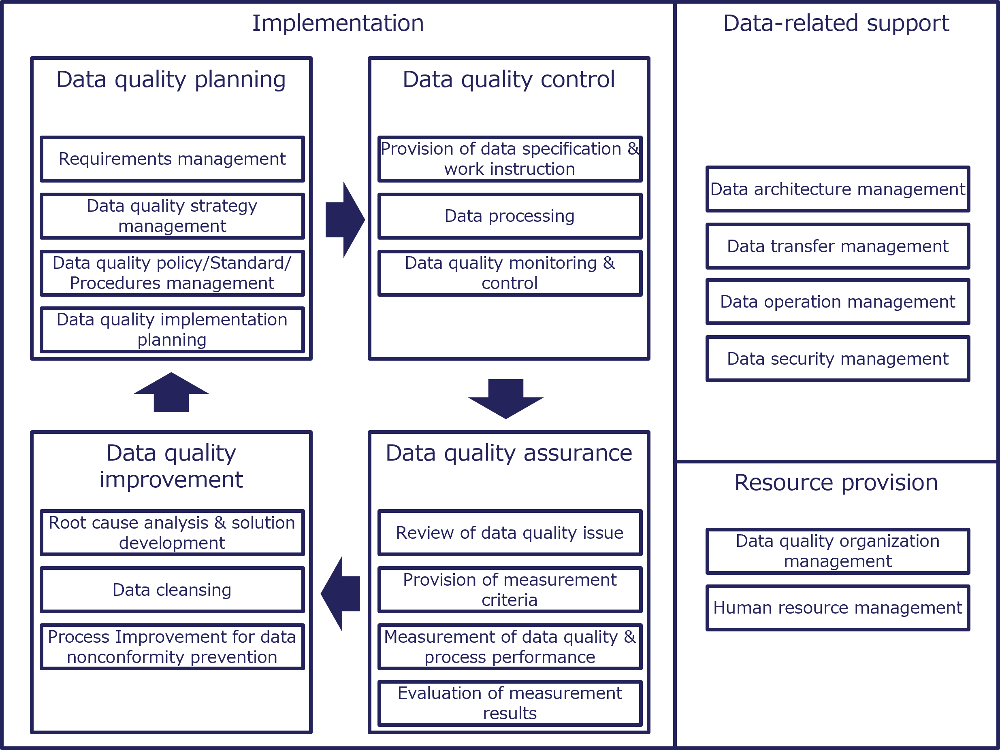 Implementation
Data quality planning
Requirements management
Data quality strategy
management
Data quality policy/Standard/
Procedures management
Data quality implementation
planning
Data quality control
Provision of data specification &
work instruction
Data processing
Data quality monitoring &
control
Data quality
improvement
Root cause analysis & solution
development
Data cleansing
Process Improvement for data
nonconformity prevention
Data quality assurance
Review of data quality issue
Provision of measurement
criteria
Measurement of data quality &
process performance
Evaluation of measurement
results
Data-related support
Data architecture management
Data transfer management
Data operation management
Data security management
Resource provision
Data quality organization
management
Human resource management